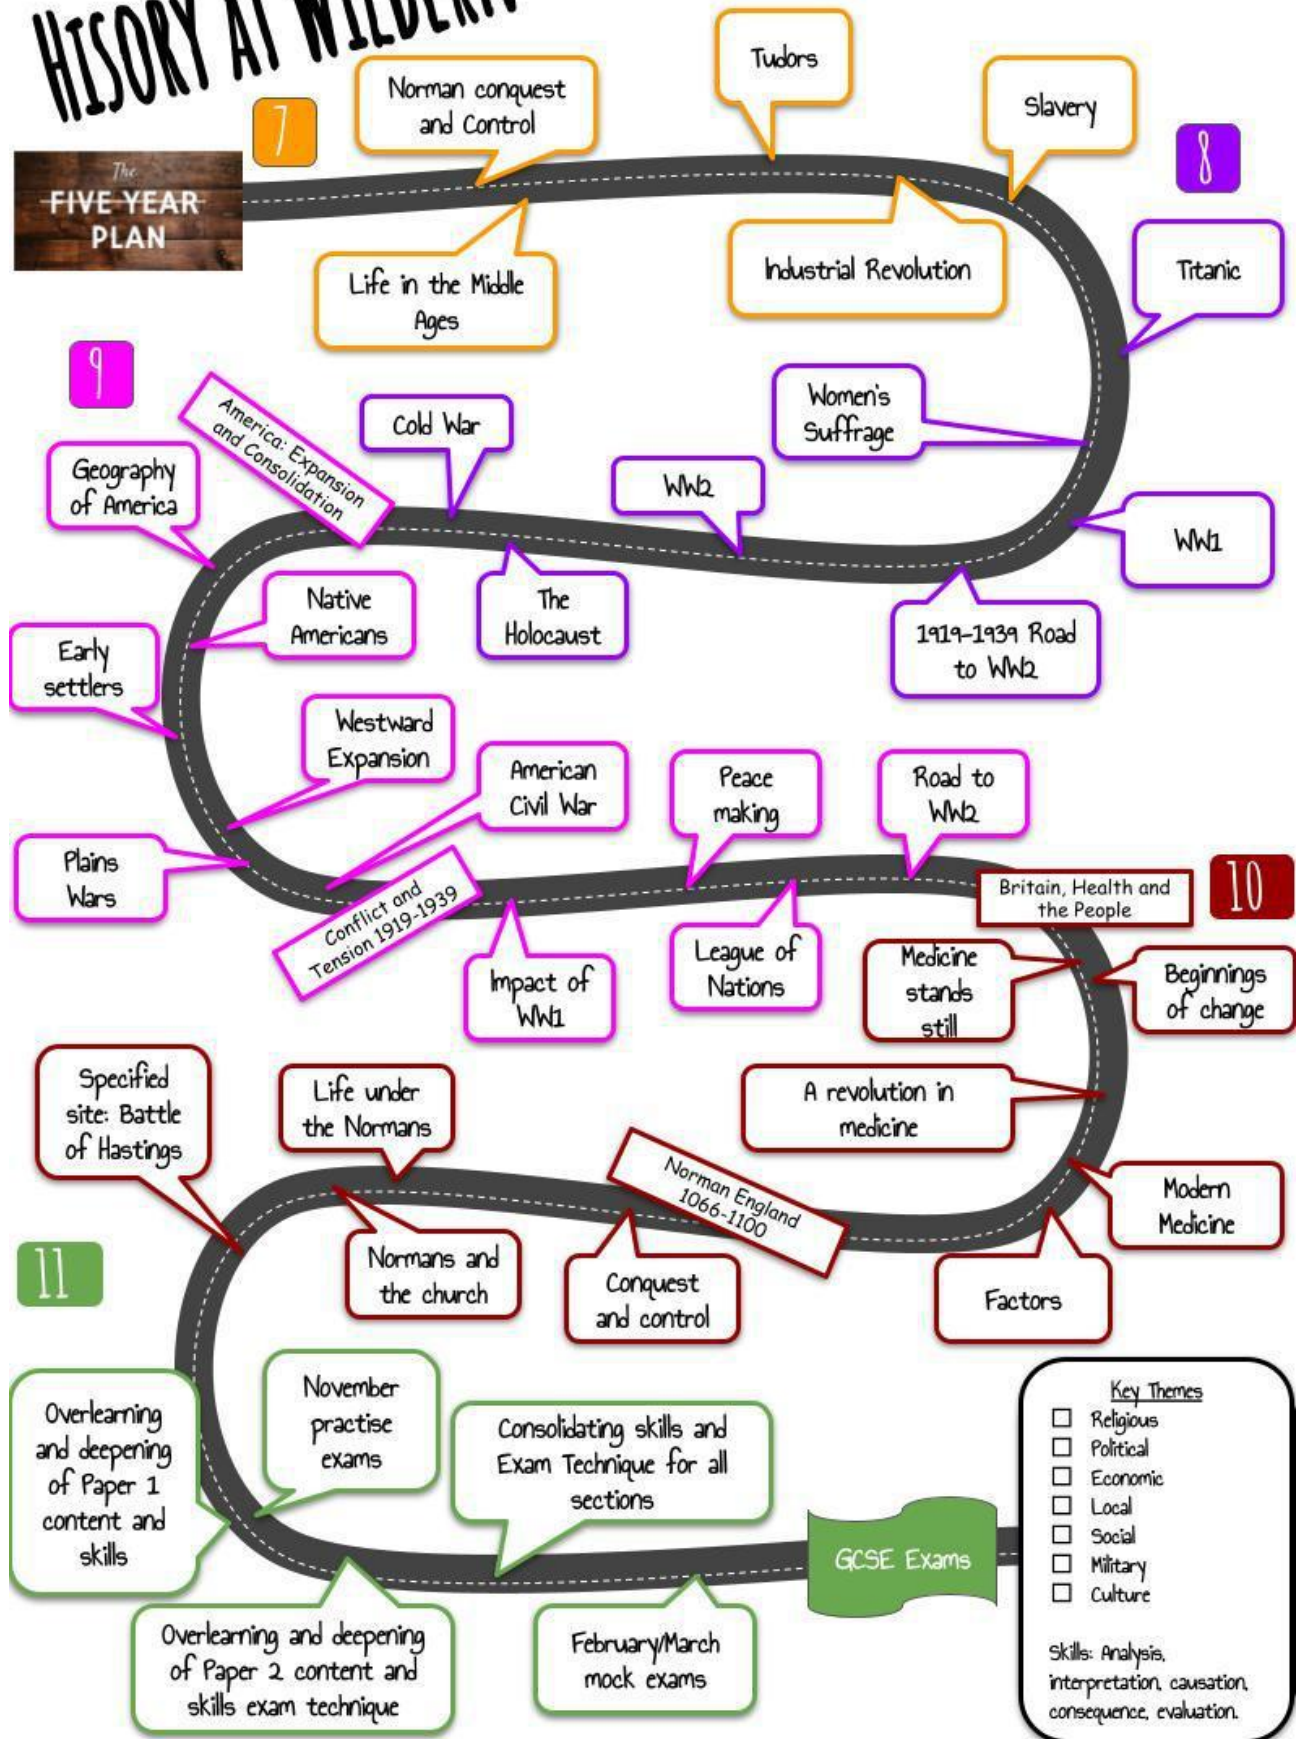 HISORY AT
7
Norman conquest
and Control
Tudors
Slavery
8
The
FIVE YEAR
PLAN
Life in the Middle
Ages
Industrial Revolution
Titanic
9
America: Expansion
and Consolidation
Cold War
Women's
Suffrage
Geography
of America
WW2
WW1
Native
Americans
The
Holocaust
1919-1939 Road
to WW2
Early
settlers
Westward
Expansion
American
Civil War
Peace
making
Road to
WW2
Plains
Wars
Conflict and
Tension 1919-1939
Britain, Health and
the People
10
Impact of
WW1
League of
Nations
Medicine
stands
still
Beginnings
of change
Specified
site: Battle
of Hastings
Life under
the Normans
A revolution in
medicine
Norman England
1066-1100
Modern
Medicine
11
Normans and
the church
Conquest
and control
Factors
Overlearning
and deepening
of Paper 1
content and
skills
November
practise
exams
Consolidating skills and
Exam Technique for all
sections
GCSE Exams
Overlearning and deepening
of Paper 2 content and
skills exam technique
February/March
mock exams
Key Themes
☐ Religious
☐ Political
☐ Economic
☐ Local
☐ Social
☐ Military
☐ Culture
Skills: Analysis,
interpretation, causation,
consequence, evaluation.